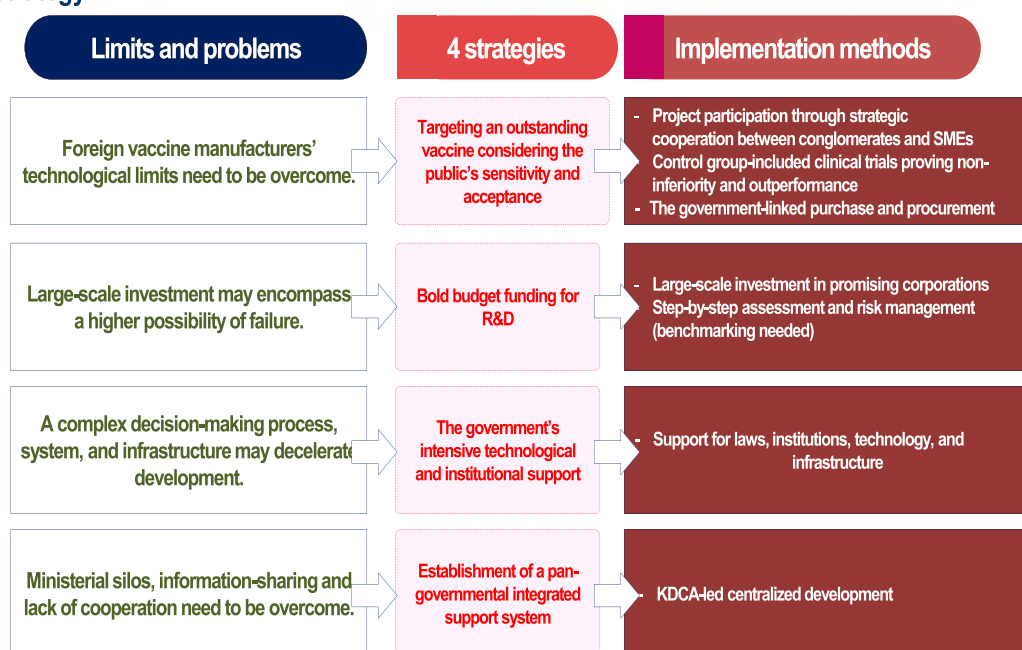 Limits and problems
4 strategies
Implementation methods
Foreign vaccine manufacturers'
technological limits need to be overcome.
Targeting an outstanding
vaccine considering the
public's sensitivity and
acceptance
- Project participation through strategic
cooperation between conglomerates and SMEs
Control group-included clinical trials proving non-
inferiority and outperformance
- The government-linked purchase and procurement
Large-scale investment may encompass
a higher possibility of failure.
Bold budget funding for
R&D
- Large-scale investment in promising corporations
Step-by-step assessment and risk management
(benchmarking needed)
A complex decision-making process,
system, and infrastructure may decelerate
development.
The government's
intensive technological
and institutional support
- Support for laws, institutions, technology, and
infrastructure
Ministerial silos, information-sharing and
lack of cooperation need to be overcome.
Establishment of a pan-
governmental integrated
support system
- KDCA-led centralized development